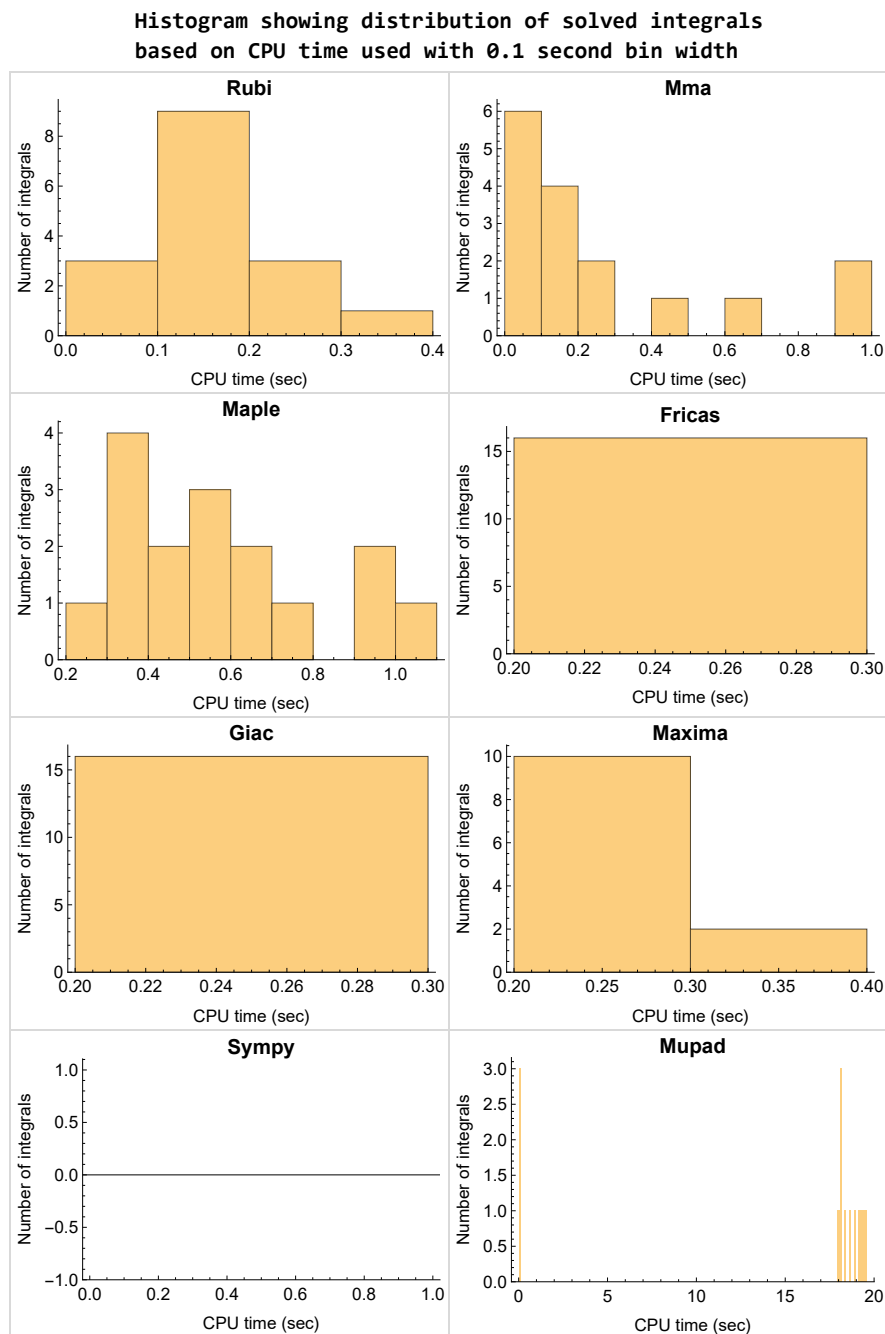 Histogram showing distribution of solved integrals
based on CPU time used with 0.1 second bin width
Rubi
Number of integrals
8
6
4
2
0
0.0 0.1 0.2 0.3 0.4
CPU time (sec)
Mma
Number of integrals
6
5
4
3
2
1
0
0.0 0.2 0.4 0.6 0.8 1.0
CPU time (sec)
Maple
Number of integrals
4
3
2
1
0
0.2 0.4 0.6 0.8 1.0
CPU time (sec)
Fricas
Number of integrals
15
10
5
0
0.20 0.22 0.24 0.26 0.28 0.30
CPU time (sec)
Giac
Number of integrals
15
10
5
0
0.20 0.22 0.24 0.26 0.28 0.30
CPU time (sec)
Maxima
Number of integrals
10
8
6
4
2
0
0.20 0.25 0.30 0.35 0.40
CPU time (sec)
Sympy
Number of integrals
1.0
0.5
0.0
−0.5
−1.0
0.0 0.2 0.4 0.6 0.8 1.0
CPU time (sec)
Mupad
Number of integrals
3.0
2.5
2.0
1.5
1.0
0.5
0.0
0 5 10 15 20
CPU time (sec)